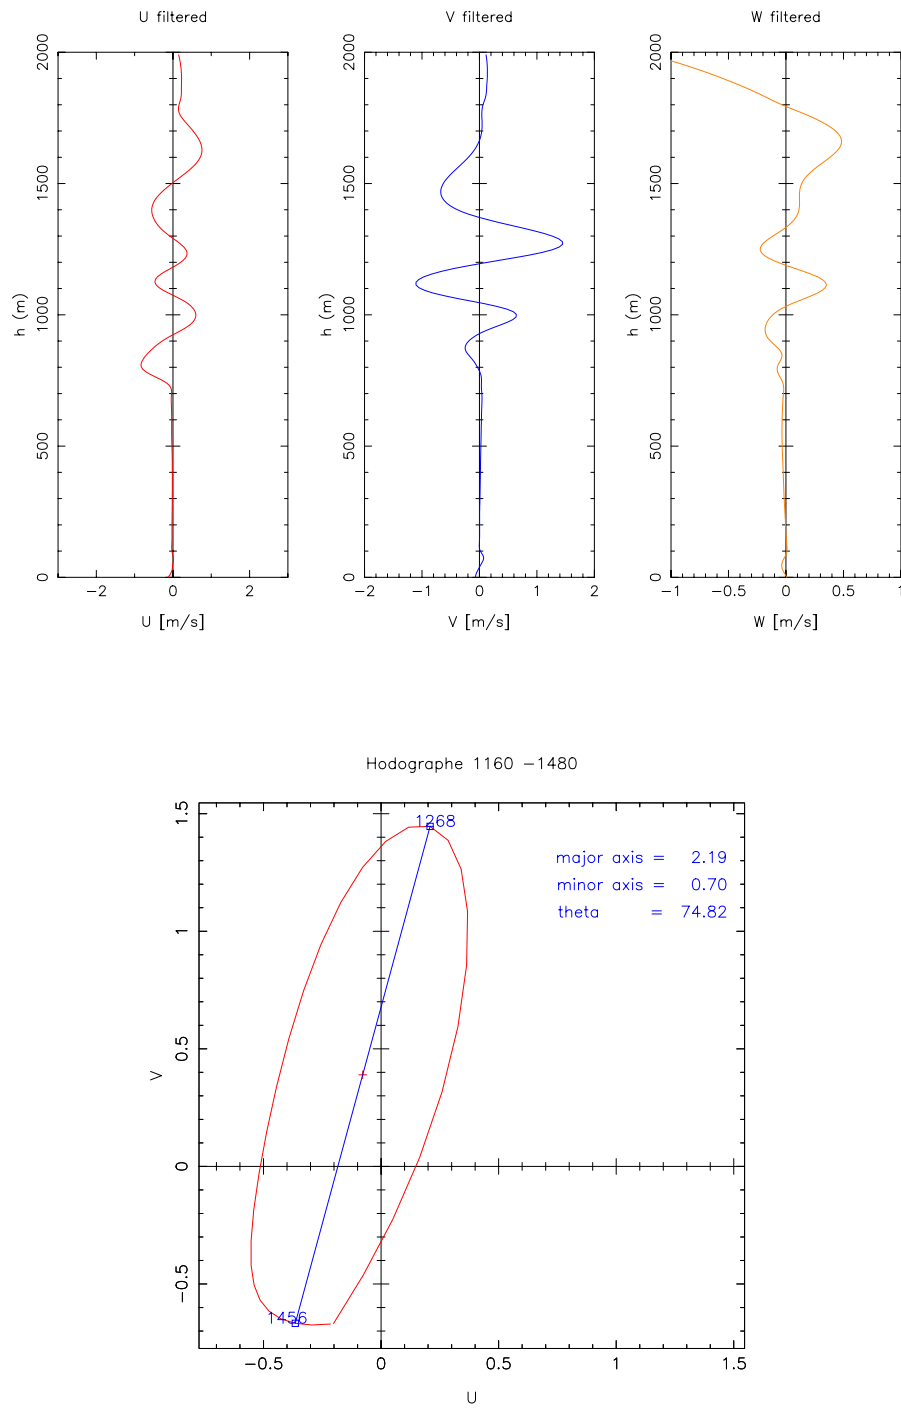 U filtered
V filtered
W filtered
2000
1500
1000
500
0
h (m)
−2
0
2
U [m/s]
2000
1500
1000
500
0
h (m)
−2
−1
0
1
2
V [m/s]
2000
1500
1000
500
0
h (m)
−1
−0.5
0
0.5
1
W [m/s]
Hodographe 1160 −1480
1268
major axis = 2.19
minor axis = 0.70
theta = 74.82
1456
1.5
1
0.5
0
−0.5
V
−0.5
0
0.5
1
1.5
U